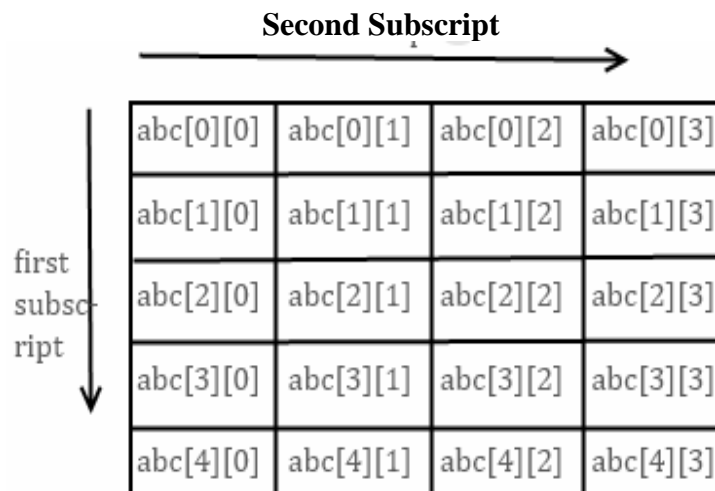 Second Subscript
abc[0][0] abc[0][1] abc[0][2] abc[0][3]
abc[1][0] abc[1][1] abc[1][2] abc[1][3]
first
subsc-
ript
abc[2][0] abc[2][1] abc[2][2] abc[2][3]
abc[3][0] abc[3][1] abc[3][2] abc[3][3]
abc[4][0] abc[4][1] abc[4][2] abc[4][3]